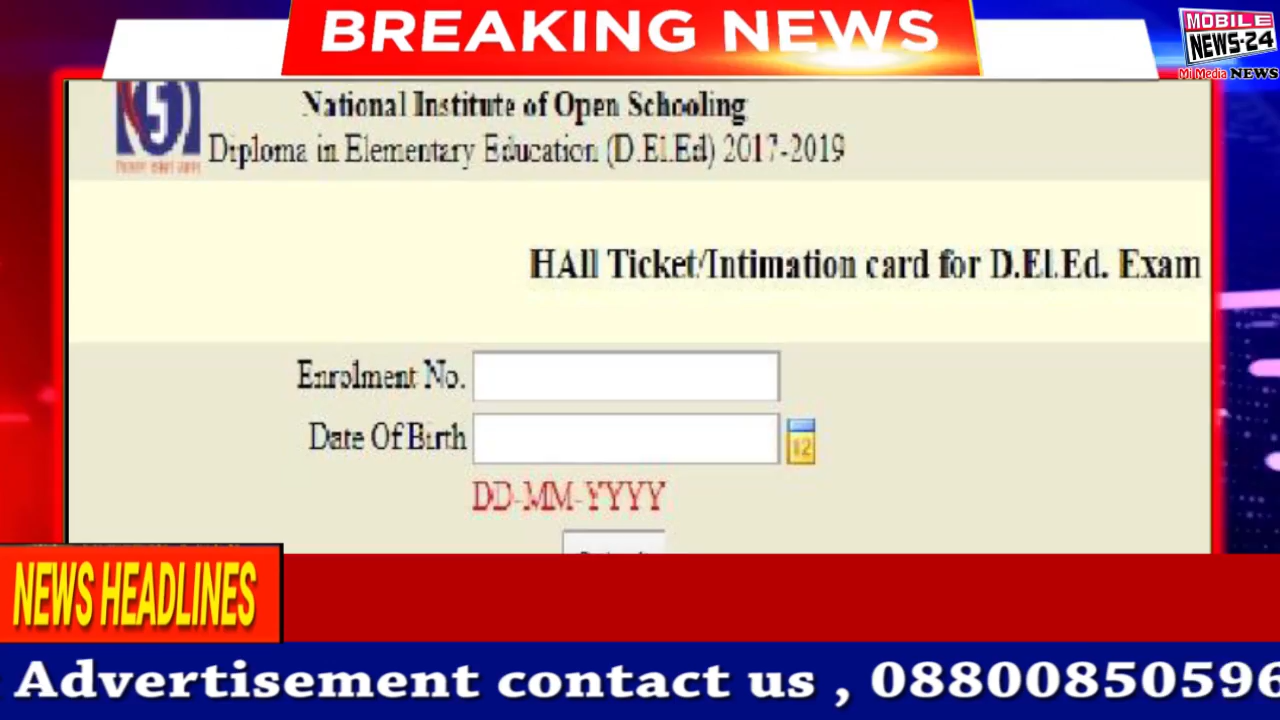 BREAKING NEWS
MOBILE
NEWS-24
Mi Media NEWS
National Institute of Open Schooling
Diploma in Elementary Education (D.El.Ed) 2017-2019
HAll Ticket/Intimation card for D.El.Ed. Exam
Enrolment No.
Date Of Birth
12
DD-MM-YYYY
NEWS HEADLINES
Advertisement contact us , 08800850596